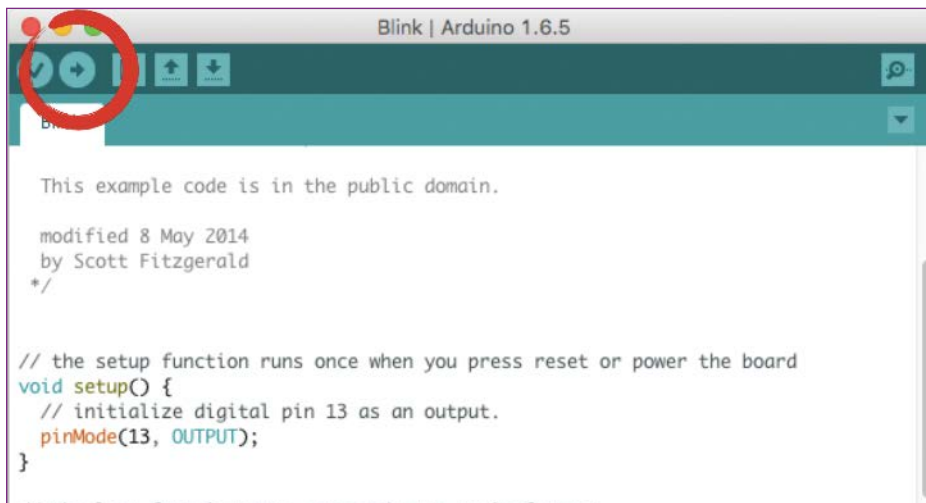 Blink | Arduino 1.6.5
This example code is in the public domain.
modified 8 May 2014
by Scott Fitzgerald
*/
// the setup function runs once when you press reset or power the board
void setup() {
// initialize digital pin 13 as an output.
pinMode(13, OUTPUT);
}